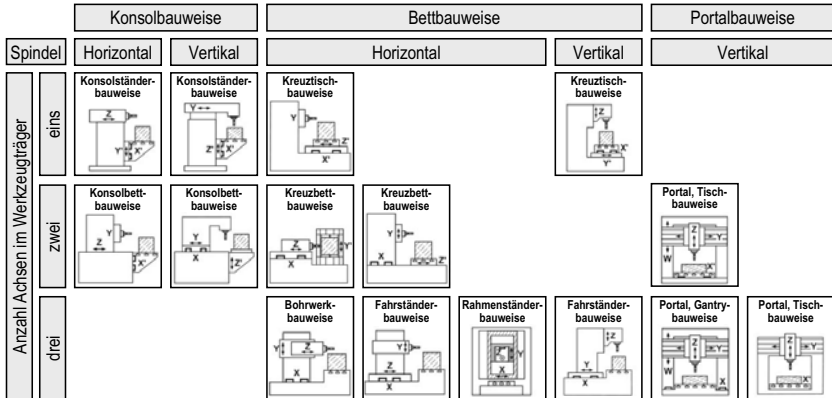 Konsolbauweise
Bettbauweise
Portalbauweise
Spindel
Horizontal
Vertikal
Horizontal
Vertikal
Vertikal
Anzahl Achsen im Werkzeugträger
eins
Konsolständer-
bauweise
Z
Y'
X'
Konsolständer-
bauweise
Y
Z'
X'
Kreuztisch-
bauweise
Y
Z'
X'
Kreuztisch-
bauweise
Z
X'
Y'
zwei
Konsolbett-
bauweise
Y
Z
X'
Konsolbett-
bauweise
Y
X
Z'
Kreuzbett-
bauweise
Z
Y'
X
Kreuzbett-
bauweise
Y
X
Z'
Portal, Tisch-
bauweise
Z
Y
W
X'
drei
Bohrwerk-
bauweise
Y
Z
X
Fahrständer-
bauweise
Z
Y
X
Rahmenständer-
bauweise
Y
X
Fahrständer-
bauweise
Z
Y
X
Portal, Gantry-
bauweise
Z
Y
W
X
Portal, Tisch-
bauweise
Z
Y
X'